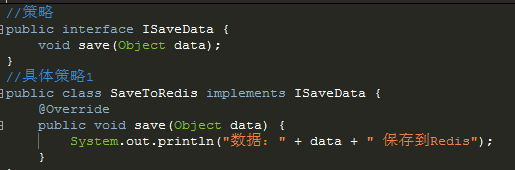 //策略
public interface ISaveData {
    void save(Object data);
}
//具体策略1
public class SaveToRedis implements ISaveData {
    @Override
    public void save(Object data) {
        System.out.println("数据：" + data + " 保存到Redis");
    }